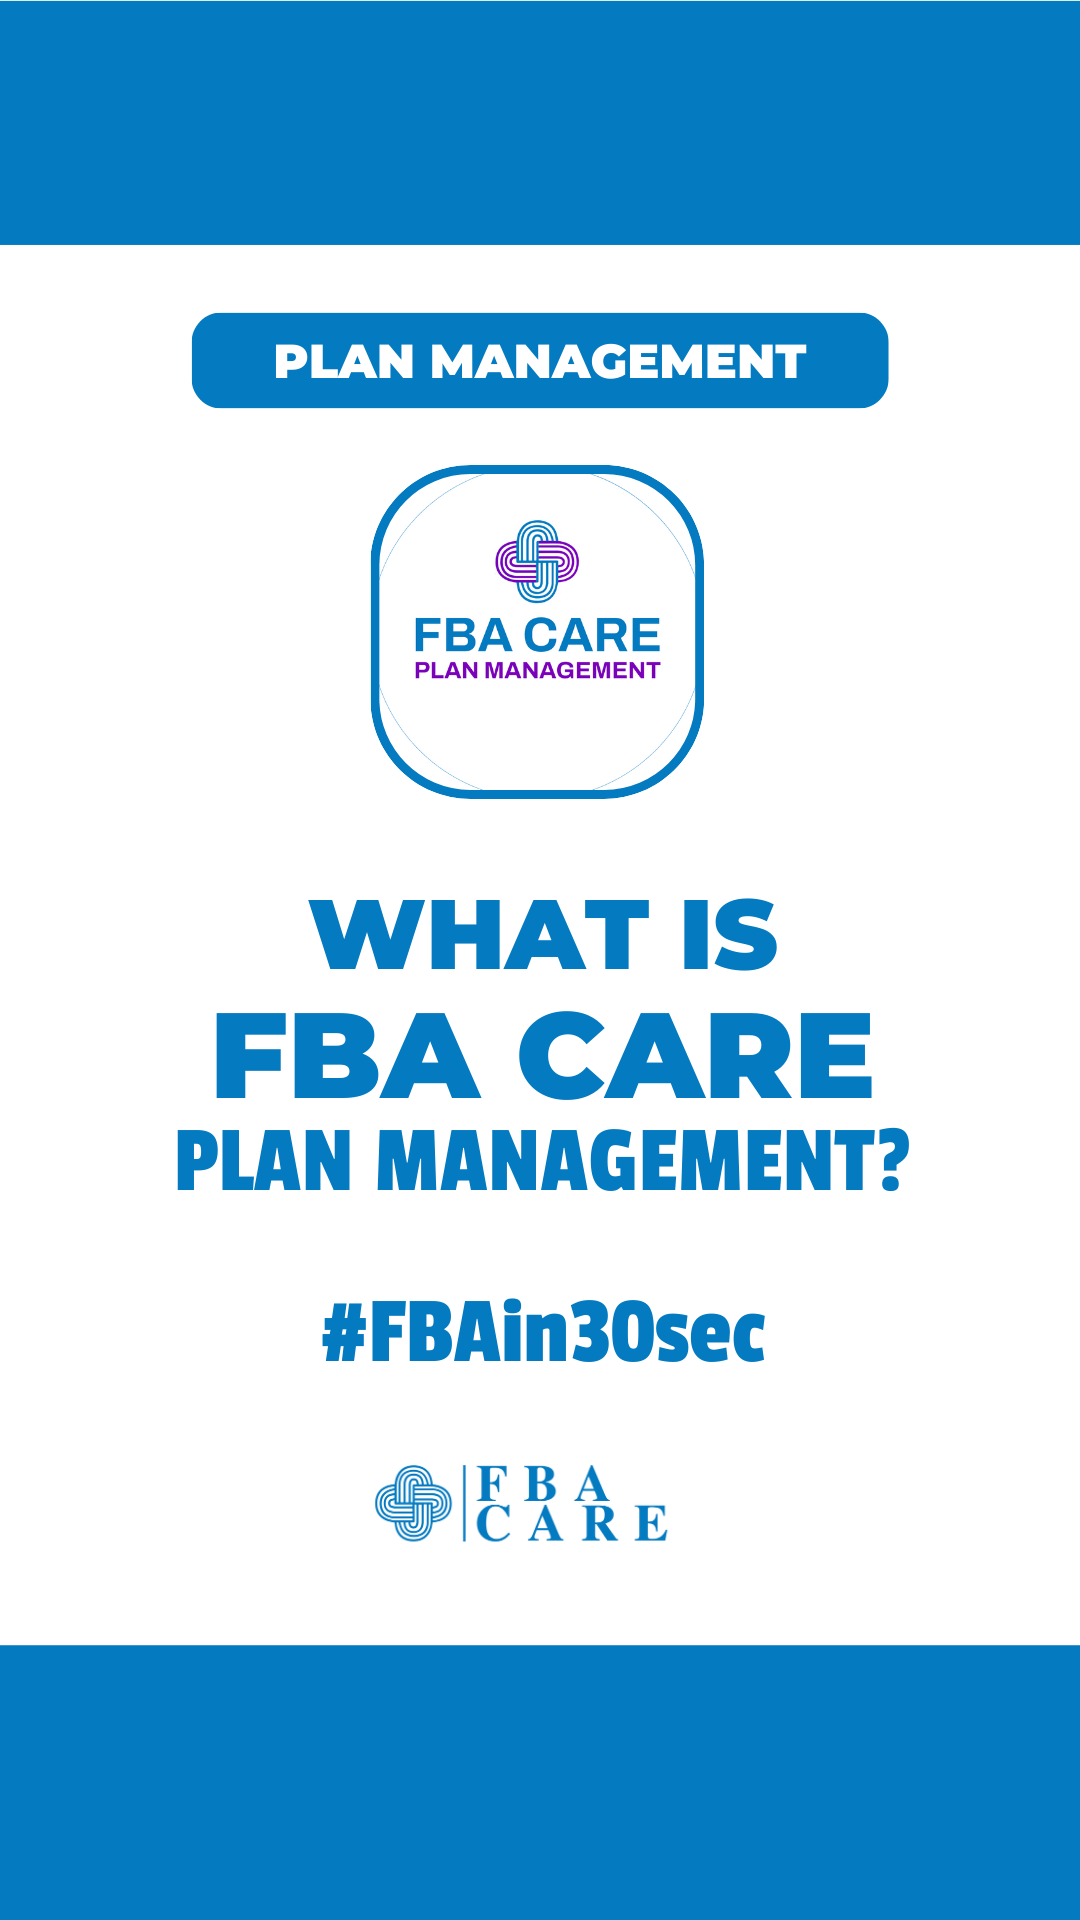 PLAN MANAGEMENT
FBA CARE
PLAN MANAGEMENT
WHAT IS
FBA CARE
PLAN MANAGEMENT?
#FBAin30sec
FBA
CARE